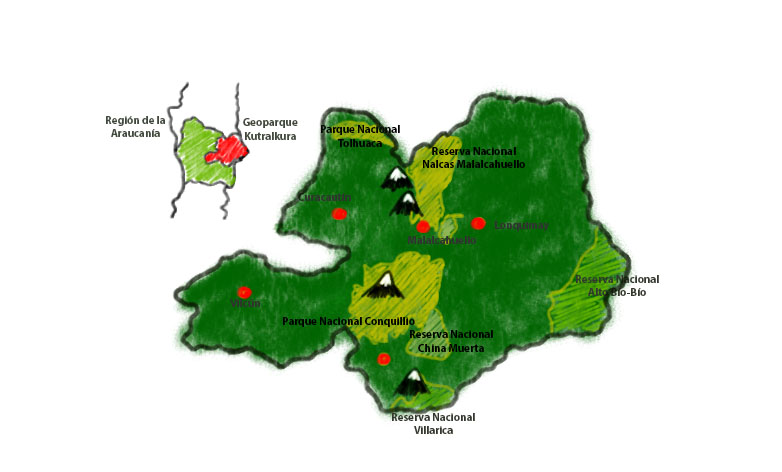 Región de la
Araucanía
Geoparque
Kutralkura
Parque Nacional
Tolhuaca
Reserva Nacional
Nalcas Malalcahuello
Curacautín
Malalcahuello
Lonquimay
Reserva Nacional
Alto Bío-Bío
Vilcún
Parque Nacional Conguillío
Reserva Nacional
China Muerta
Reserva Nacional
Villarica